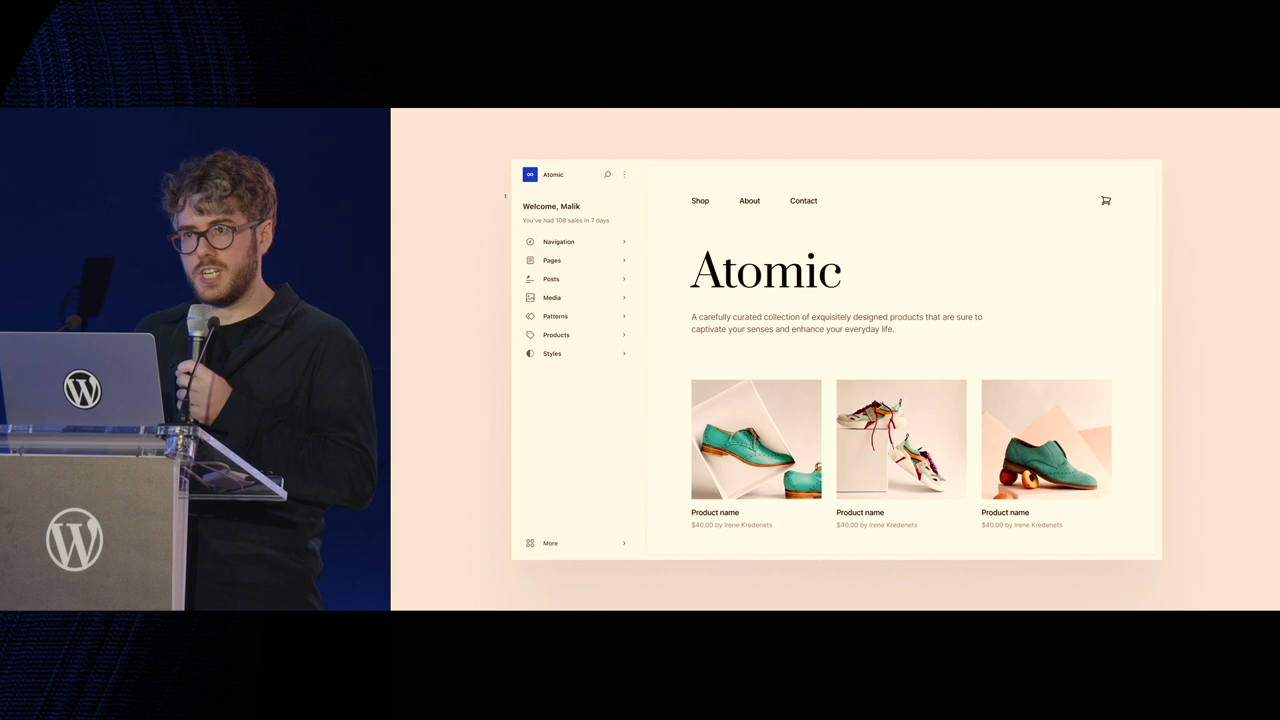 Atomic
Welcome, Malik
You've had 108 sales in 7 days
Navigation
Pages
Posts
Media
Patterns
Products
Styles
More
Shop
About
Contact
Atomic
A carefully curated collection of exquisitely designed products that are sure to
captivate your senses and enhance your everyday life.
Product name
$40.00 by Irene Kredenets
Product name
$40.00 by Irene Kredenets
Product name
$40.00 by Irene Kredenets
W
W